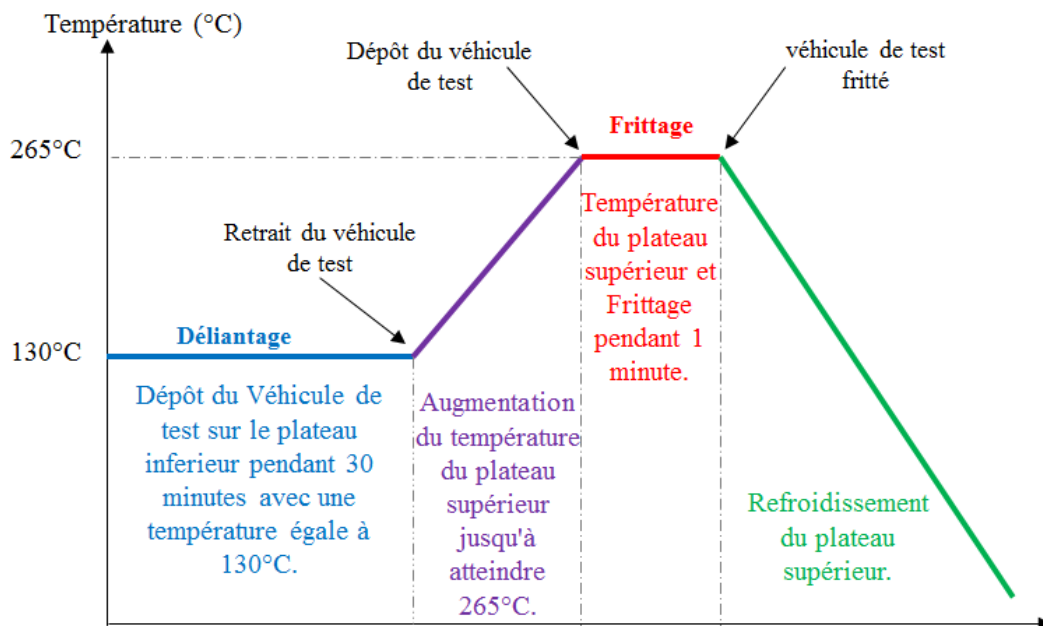 Température (°C)
Dépôt du véhicule
de test
véhicule de test
fritté
Frittage
265°C
Température
du plateau
supérieur et
Frittage
pendant 1
minute.
Retrait du véhicule
de test
Déliantage
130°C
Dépôt du Véhicule de
test sur le plateau
inferieur pendant 30
minutes avec une
température égale à
130°C.
Augmentation
du température
du plateau
supérieur
jusqu'à
atteindre
265°C.
Refroidissement
du plateau
supérieur.